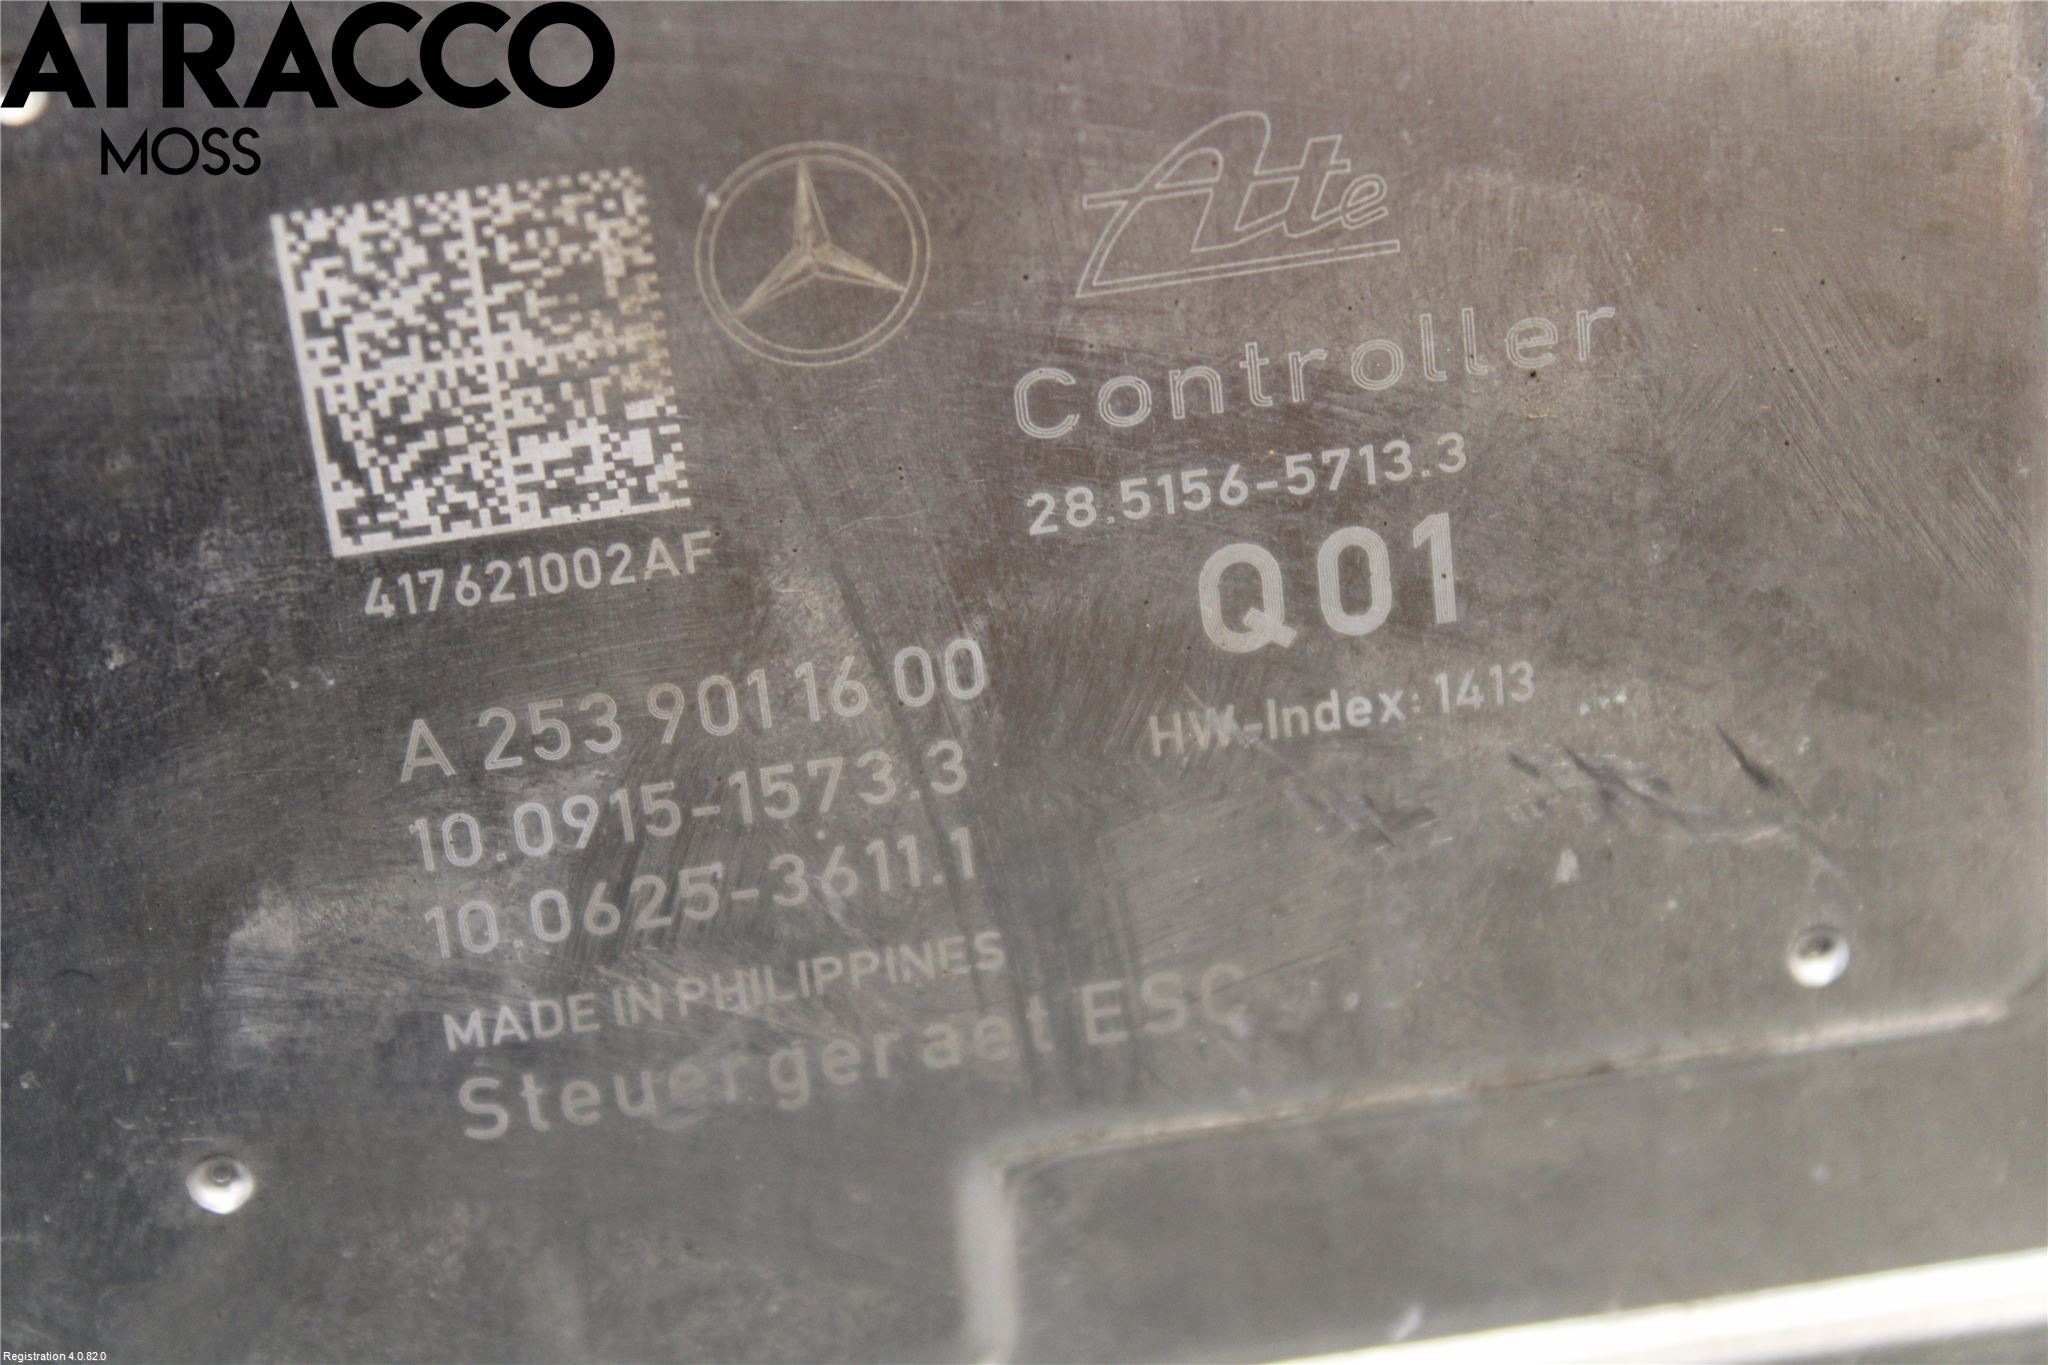 ATRACCO
MOSS
Ate
Controller
28.5156-5713.3
Q01
HW-Index: 1413
417621002AF
A 253 901 16 00
10.0915-1573.3
10.0625-3611.1
MADE IN PHILIPPINES
Steuergeraet ESC
Registration 4.0.82.0